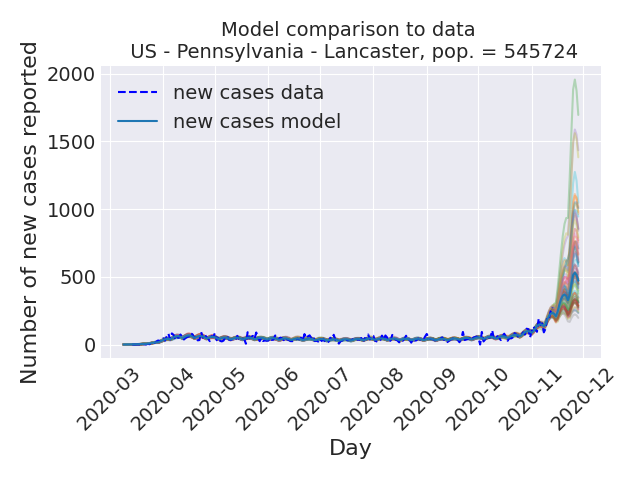 Model comparison to data
US - Pennsylvania - Lancaster, pop. = 545724
new cases data
new cases model
Number of new cases reported
2000
1500
1000
500
0
2020-03
2020-04
2020-05
2020-06
2020-07
2020-08
2020-09
2020-10
2020-11
2020-12
Day